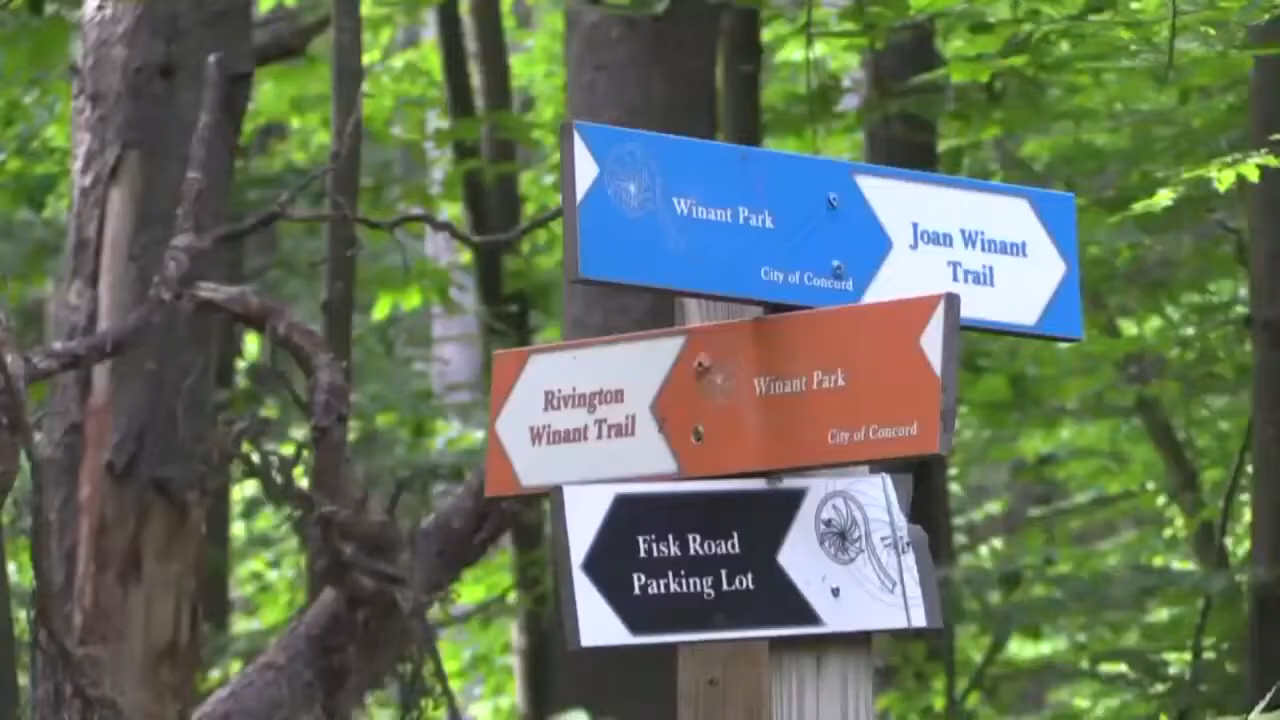 Winant Park
City of Concord
Joan Winant
Trail
Rivington
Winant Trail
Winant Park
City of Concord
Fisk Road
Parking Lot